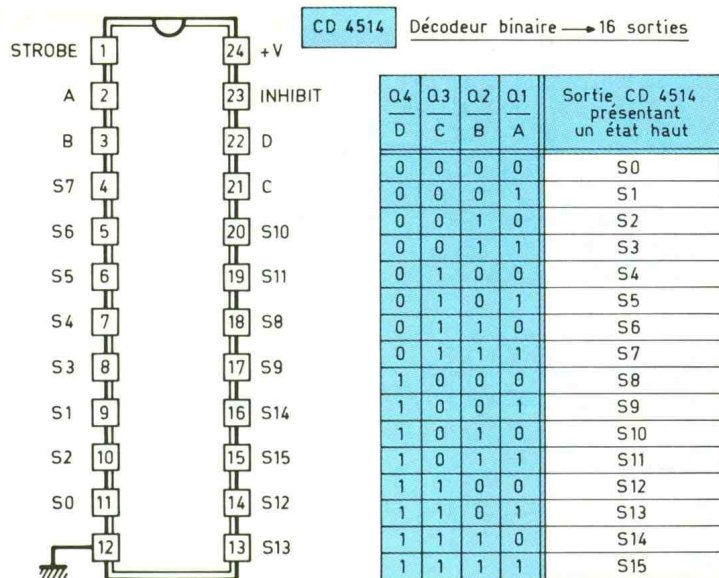 CD 4514 Décodeur binaire → 16 sorties
STROBE 1 24 +V
A 2 23 INHIBIT
B 3 22 D
S7 4 21 C
S6 5 20 S10
S5 6 19 S11
S4 7 18 S8
S3 8 17 S9
S1 9 16 S14
S2 10 15 S15
S0 11 14 S12
12 13 S13
Q4 Q3 Q2 Q1 Sortie CD 4514
D C B A présentant
un état haut
0 0 0 0 S0
0 0 0 1 S1
0 0 1 0 S2
0 0 1 1 S3
0 1 0 0 S4
0 1 0 1 S5
0 1 1 0 S6
0 1 1 1 S7
1 0 0 0 S8
1 0 0 1 S9
1 0 1 0 S10
1 0 1 1 S11
1 1 0 0 S12
1 1 0 1 S13
1 1 1 0 S14
1 1 1 1 S15